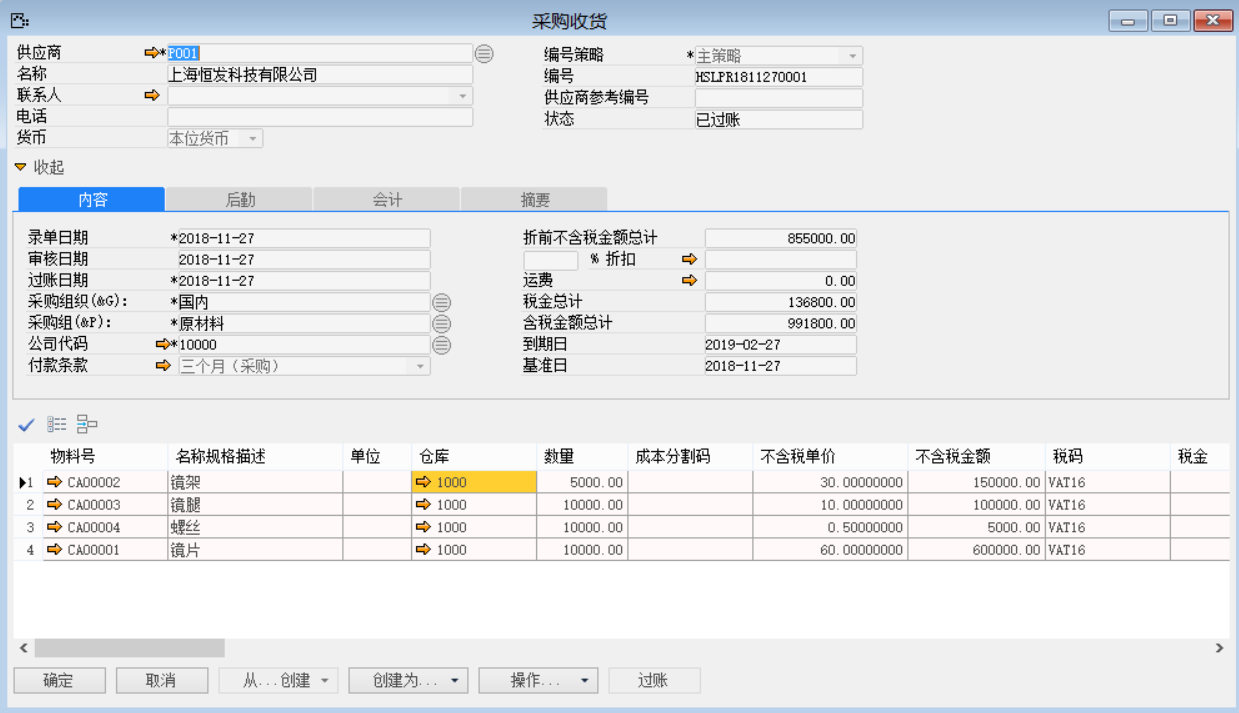 采购收货
供应商 *P001
名称 上海恒发科技有限公司
联系人
电话
货币 本位货币
编号策略 *主策略
编号 HSLPR1811270001
供应商参考编号
状态 已过账
收起
内容 后勤 会计 摘要
录单日期 *2018-11-27
审核日期 2018-11-27
过账日期 *2018-11-27
采购组织(&G): *国内
采购组(&P): *原材料
公司代码 *10000
付款条款 三个月（采购）
折前不含税金额总计 855000.00
% 折扣
运费 0.00
税金总计 136800.00
含税金额总计 991800.00
到期日 2019-02-27
基准日 2018-11-27
物料号 名称规格描述 单位 仓库 数量 成本分割码 不含税单价 不含税金额 税码 税金
1 CA00002 镜架 1000 5000.00 30.00000000 150000.00 VAT16
2 CA00003 镜腿 1000 10000.00 10.00000000 100000.00 VAT16
3 CA00004 螺丝 1000 10000.00 0.50000000 5000.00 VAT16
4 CA00001 镜片 1000 10000.00 60.00000000 600000.00 VAT16
确定 取消 从...创建 创建为... 操作... 过账